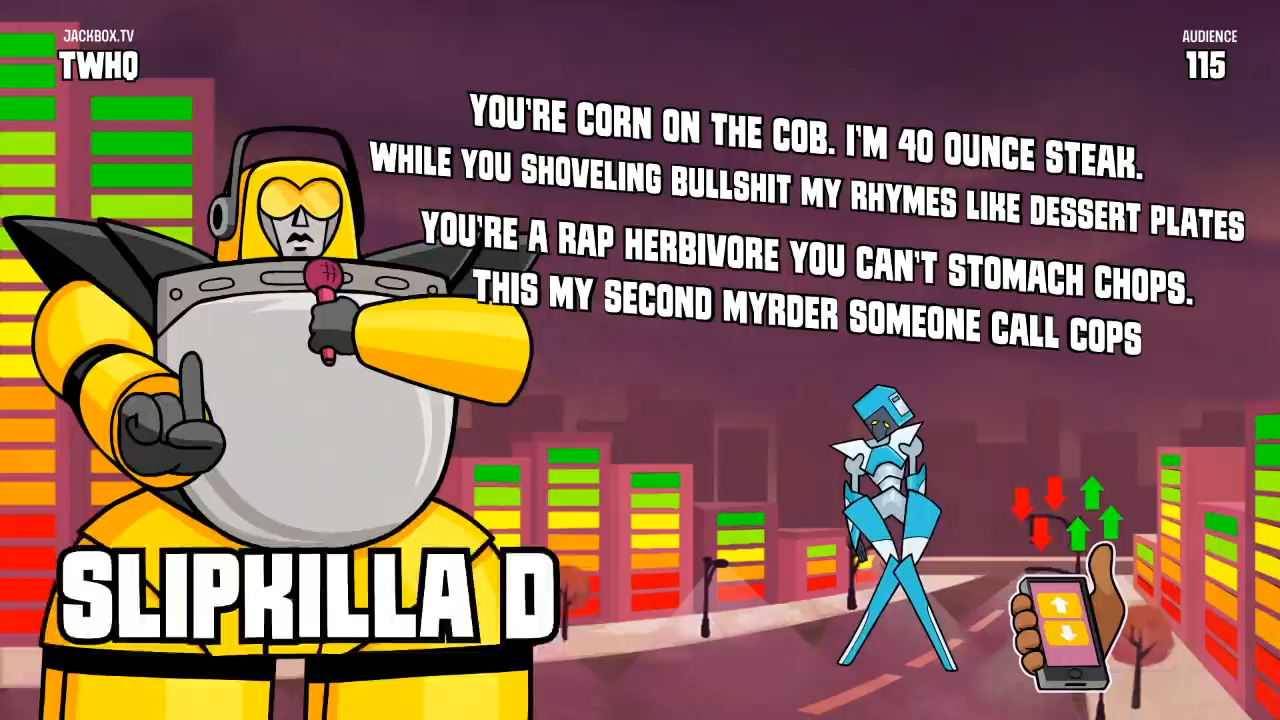 JACKBOX.TV
TWHQ
AUDIENCE
115
YOU'RE CORN ON THE COB. I'M 40 OUNCE STEAK.
WHILE YOU SHOVELING BULLSHIT MY RHYMES LIKE DESSERT PLATES
YOU'RE A RAP HERBIVORE YOU CAN'T STOMACH CHOPS.
THIS MY SECOND MYRDER SOMEONE CALL COPS
SLIPKILLA D